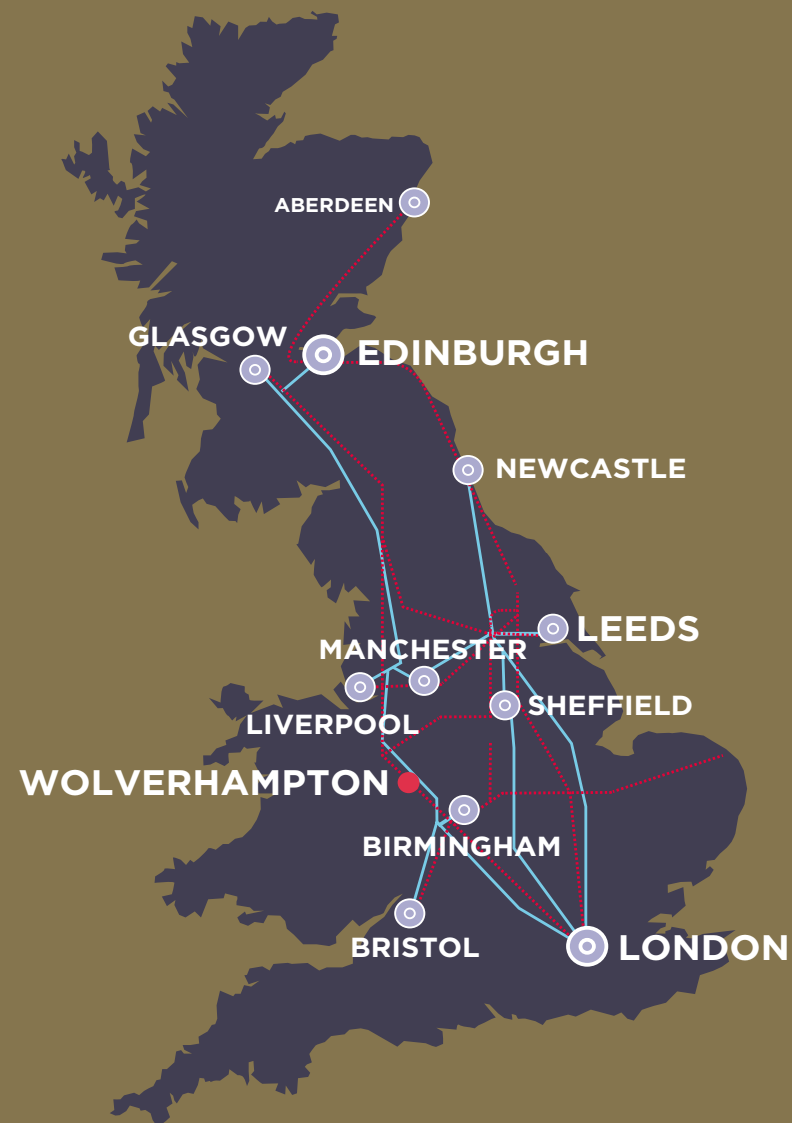 ABERDEEN
GLASGOW
EDINBURGH
NEWCASTLE
LEEDS
MANCHESTER
SHEFFIELD
LIVERPOOL
WOLVERHAMPTON
BIRMINGHAM
BRISTOL
LONDON